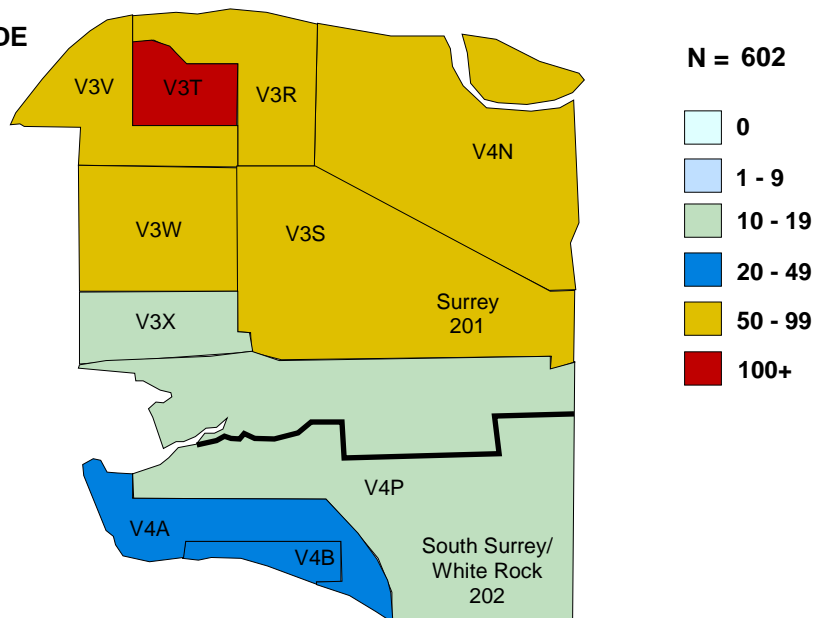 DE
N = 602
V3V
V3T
V3R
V4N
V3W
V3S
V3X
Surrey
201
V4P
V4A
V4B
South Surrey/
White Rock
202
0
1 - 9
10 - 19
20 - 49
50 - 99
100+